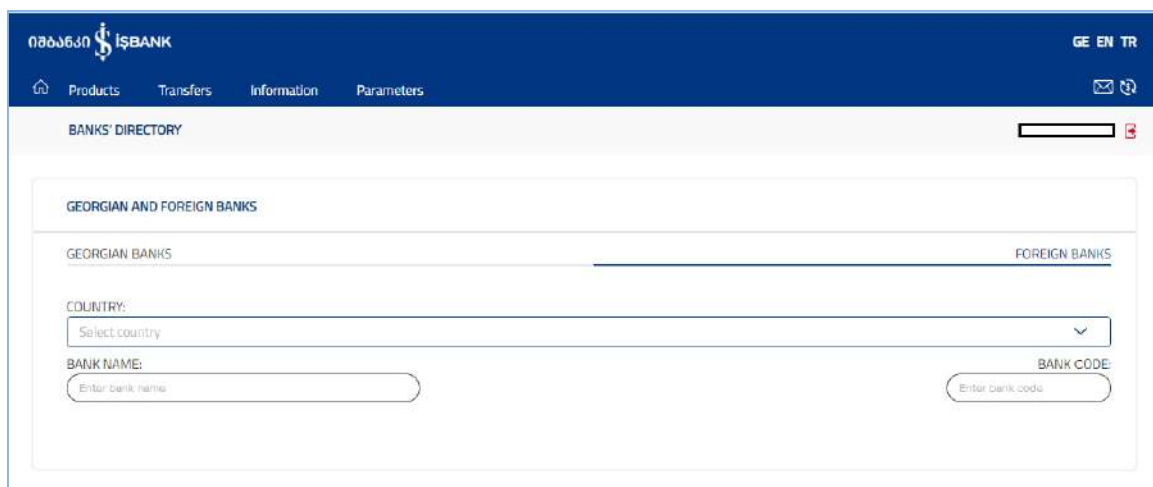 იშბანკი İŞBANK
GE EN TR
Products Transfers Information Parameters
BANKS' DIRECTORY
GEORGIAN AND FOREIGN BANKS
GEORGIAN BANKS FOREIGN BANKS
COUNTRY:
Select country
BANK NAME: BANK CODE:
Enter bank name Enter bank code